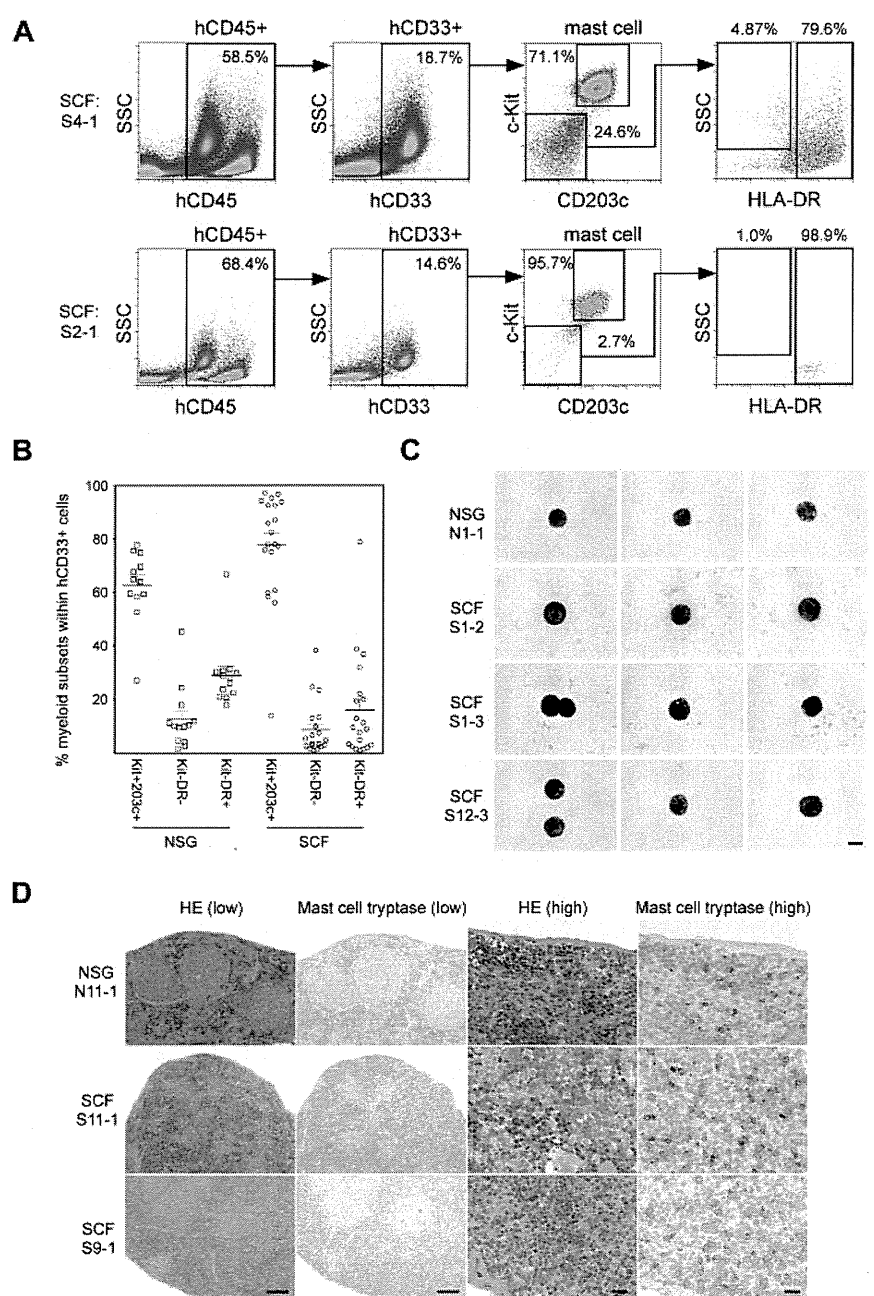 A
hCD45+ hCD33+ mast cell 4.87% 79.6%
58.5% 18.7% 71.1%
SCF:
S4-1
SSC SSC c-Kit SSC
24.6%
hCD45 hCD33 CD203c HLA-DR
hCD45+ hCD33+ mast cell 1.0% 98.9%
68.4% 14.6% 95.7%
SCF:
S2-1
SSC SSC c-Kit SSC
2.7%
hCD45 hCD33 CD203c HLA-DR
B
% myeloid subsets within hCD33+ cells
100
80
60
40
20
Kit+203c+ Kit-DR- Kit-DR+ Kit+203c+ Kit-DR- Kit-DR+
NSG SCF
C
NSG
N1-1
SCF
S1-2
SCF
S1-3
SCF
S12-3
D
HE (low) Mast cell tryptase (low) HE (high) Mast cell tryptase (high)
NSG
N11-1
SCF
S11-1
SCF
S9-1